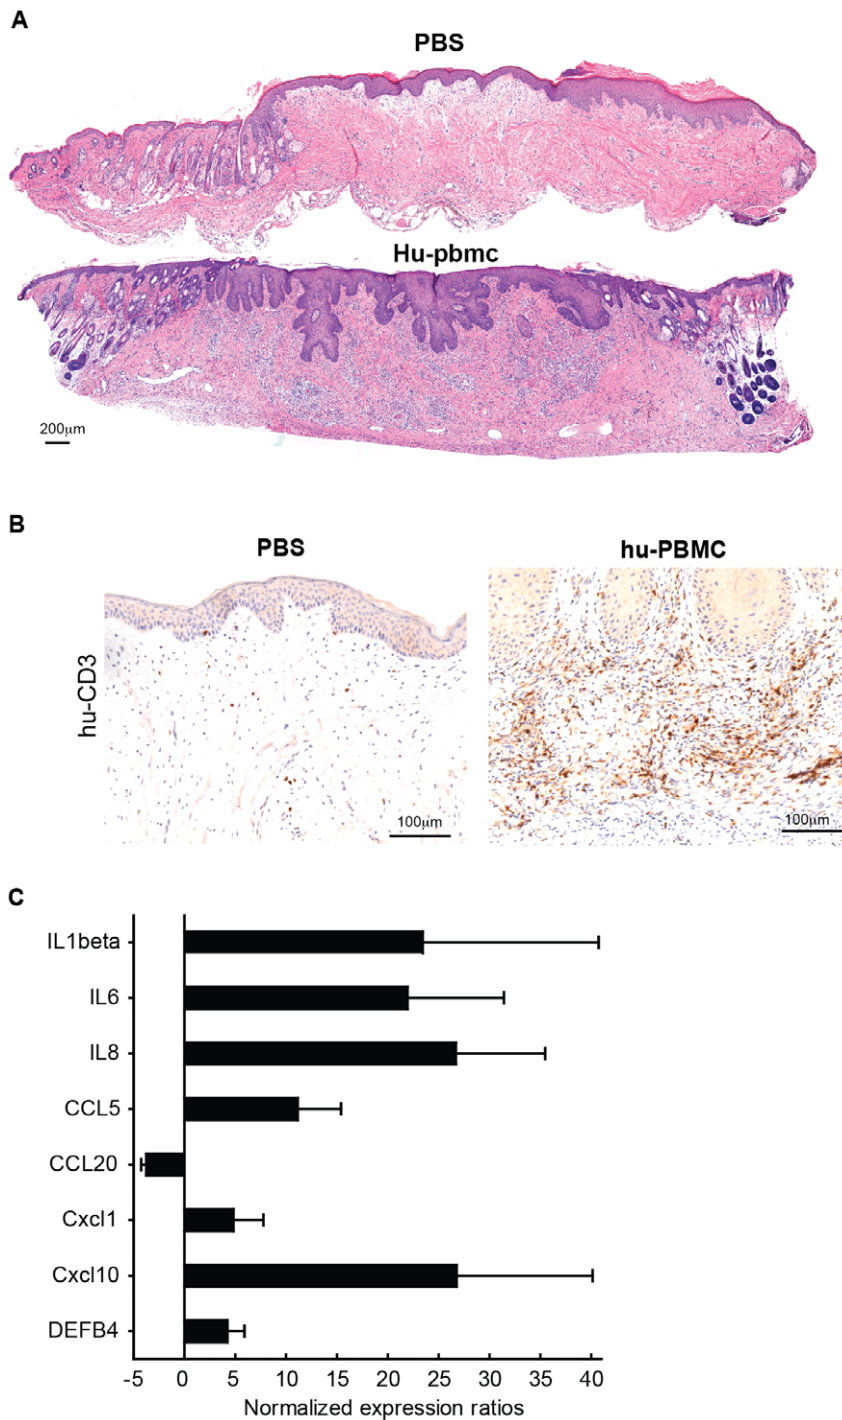 A
PBS
Hu-pbmc
200μm
B
PBS
hu-PBMC
hu-CD3
100μm
100μm
C
IL1beta
IL6
IL8
CCL5
CCL20
Cxcl1
Cxcl10
DEFB4
-5 0 5 10 15 20 25 30 35 40
Normalized expression ratios